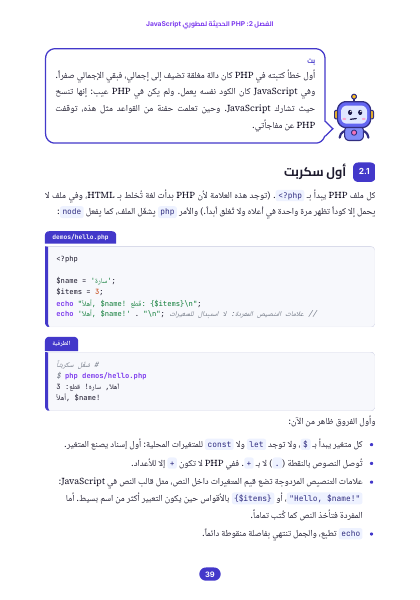 الفصل 2: PHP الحديثة لمطوري JavaScript
بت
أول خطأ كتبته في PHP كان دالة مغلقة تضيف إلى إجمالي، فبقي الإجمالي صفراً.
وفي JavaScript كان الكود نفسه يعمل. ولم يكن في PHP عيب: إنها تنسخ
حيث تشارك JavaScript. وحين تعلمت حفنة من القواعد مثل هذه، توقفت
PHP عن مفاجأتي.
2.1 أول سكربت
كل ملف PHP يبدأ بـ <?php. (توجد هذه العلامة لأن PHP بدأت لغة تُخلط بـ HTML، وفي ملف لا
يحمل إلا كوداً تظهر مرة واحدة في أعلاه ولا تُغلق أبداً.) والأمر php يشغّل الملف، كما يفعل node:
demos/hello.php
<?php
$name = 'سارة';
$items = 3;
echo "أهلاً، $name! قطع: {$items}\n";
echo 'أهلاً، $name!' . "\n"; // علامات التنصيص المفردة: لا استبدال للمتغيرات
الطرفية
# شغّل سكربتاً
$ php demos/hello.php
أهلاً، سارة! قطع: 3
أهلاً، $name!
وأول الفروق ظاهر من الآن:
• كل متغير يبدأ بـ $، ولا توجد let ولا const للمتغيرات المحلية: أول إسناد يصنع المتغير.
• تُوصل النصوص بالنقطة (.) لا بـ +. ففي PHP لا تكون + إلا للأعداد.
• علامات التنصيص المزدوجة تضع قيم المتغيرات داخل النص، مثل قالب النص في JavaScript:
"Hello, $name!"، أو {$items} بالأقواس حين يكون التعبير أكثر من اسم بسيط. أما
المفردة فتأخذ النص كما كُتب تماماً.
• echo تطبع، والجمل تنتهي بفاصلة منقوطة دائماً.
39